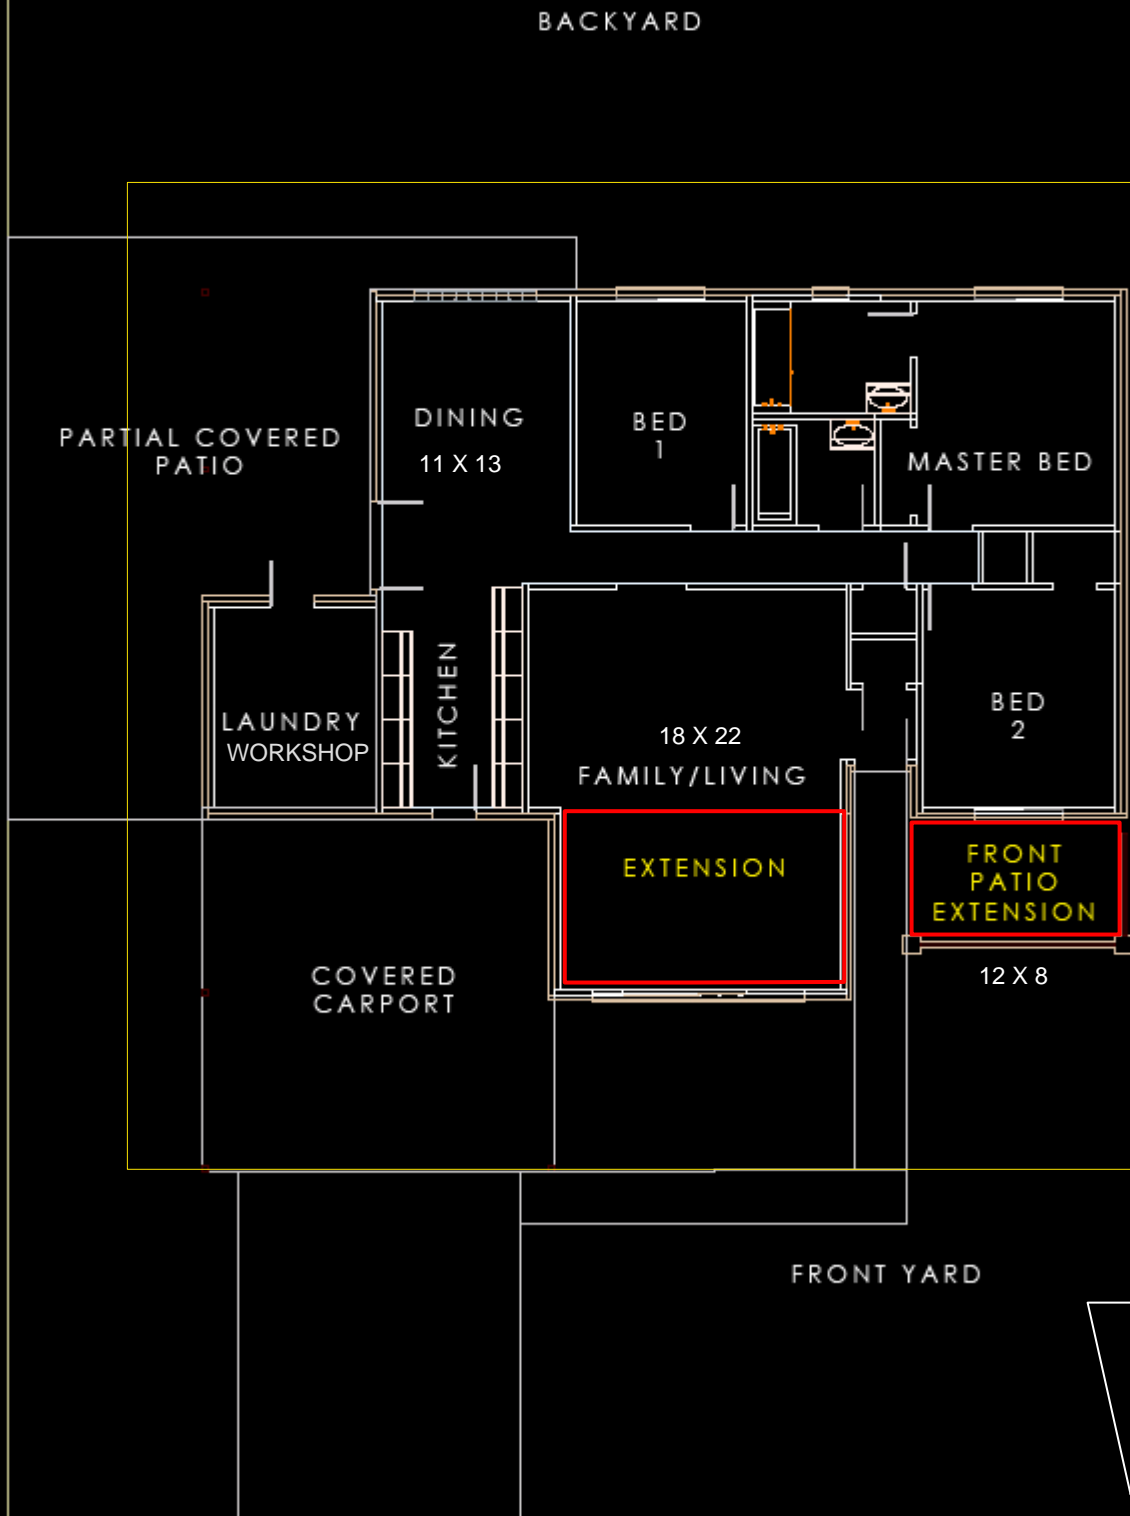 BACKYARD
DINING
11 X 13
BED
1
PARTIAL COVERED
PATIO
MASTER BED
KITCHEN
LAUNDRY
WORKSHOP
18 X 22
FAMILY/LIVING
BED
2
EXTENSION
FRONT
PATIO
EXTENSION
12 X 8
COVERED
CARPORT
FRONT YARD